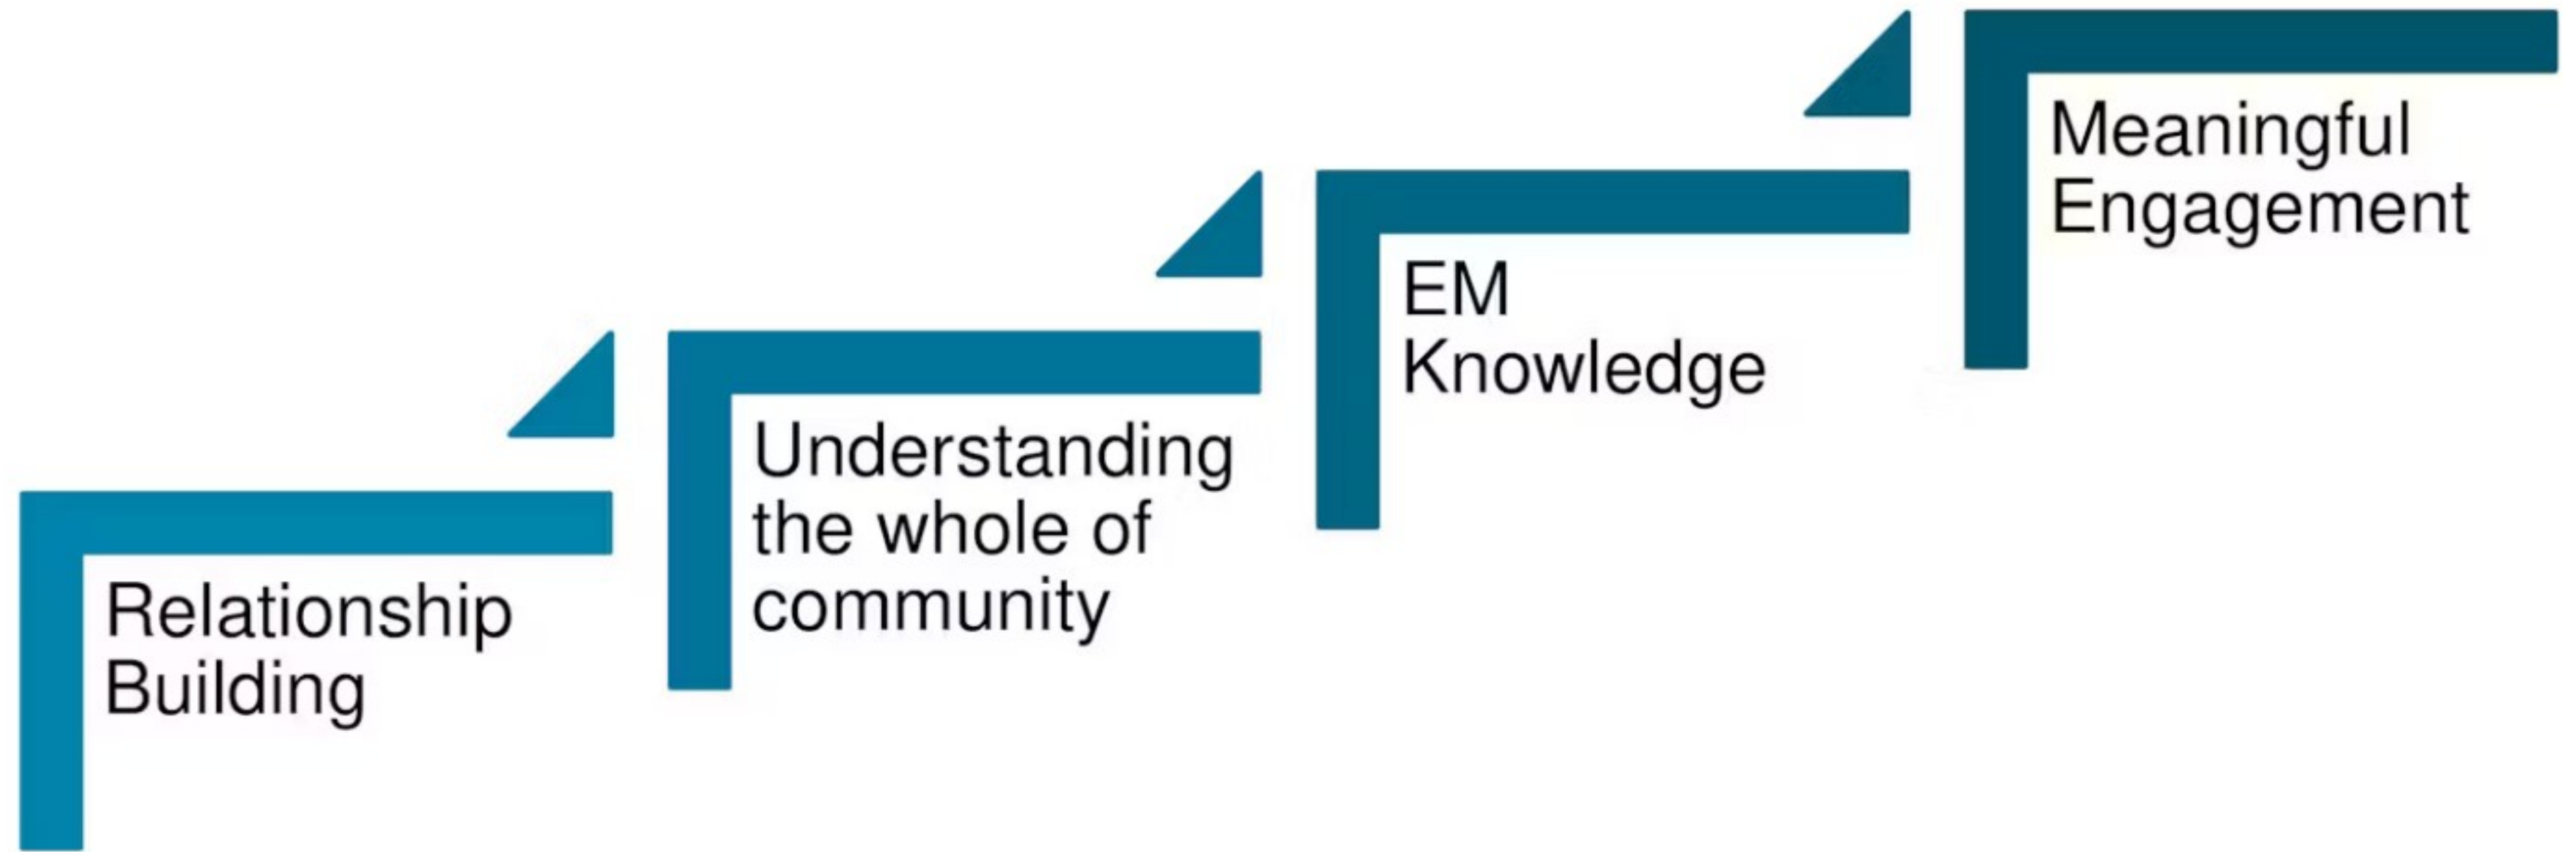 Relationship
Building
Understanding
the whole of
community
EM
Knowledge
Meaningful
Engagement